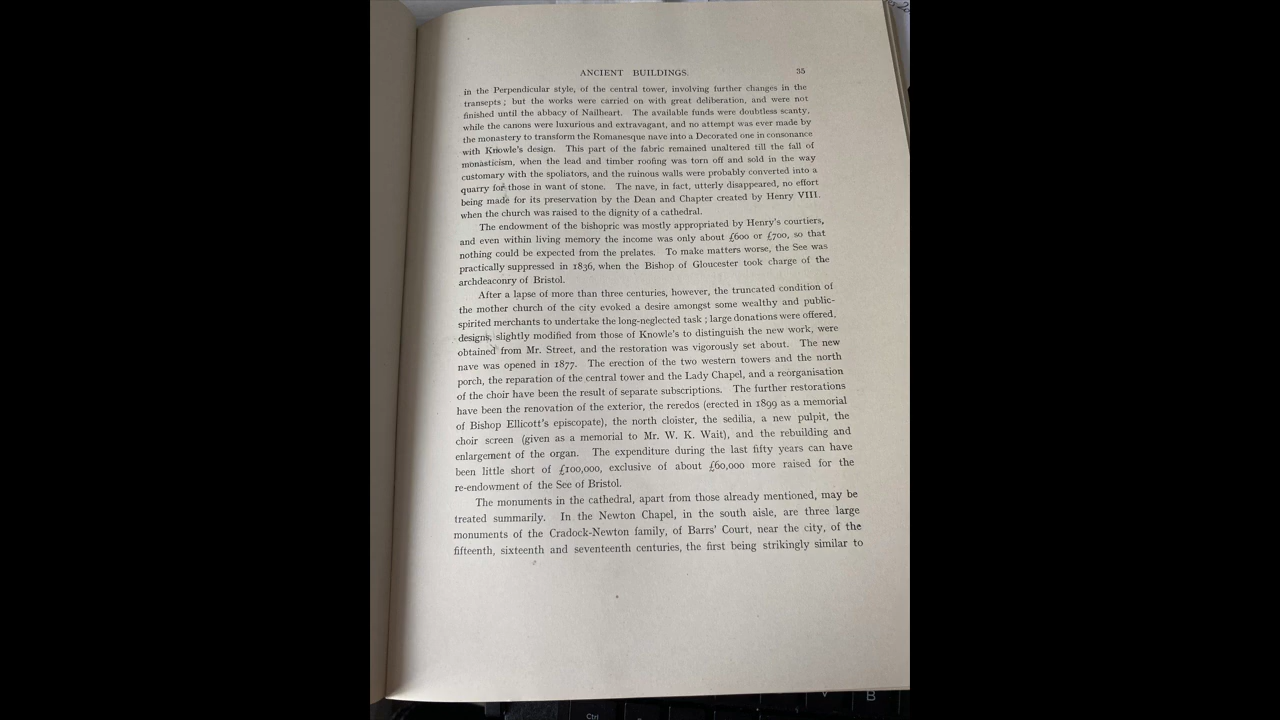 ANCIENT BUILDINGS. 35
in the Perpendicular style, of the central tower, involving further changes in the
transepts; but the works were carried on with great deliberation, and were not
finished until the abbacy of Nailheart. The available funds were doubtless scanty,
while the canons were luxurious and extravagant, and no attempt was ever made by
the monastery to transform the Romanesque nave into a Decorated one in consonance
with Knowle's design. This part of the fabric remained unaltered till the fall of
monasticism, when the lead and timber roofing was torn off and sold in the way
customary with the spoliators, and the ruinous walls were probably converted into a
quarry for those in want of stone. The nave, in fact, utterly disappeared, no effort
being made for its preservation by the Dean and Chapter created by Henry VIII.
when the church was raised to the dignity of a cathedral.
The endowment of the bishopric was mostly appropriated by Henry's courtiers,
and even within living memory the income was only about £600 or £700, so that
nothing could be expected from the prelates. To make matters worse, the See was
practically suppressed in 1836, when the Bishop of Gloucester took charge of the
archdeaconry of Bristol.
After a lapse of more than three centuries, however, the truncated condition of
the mother church of the city evoked a desire amongst some wealthy and public-
spirited merchants to undertake the long-neglected task; large donations were offered,
designs, slightly modified from those of Knowle's to distinguish the new work, were
obtained from Mr. Street, and the restoration was vigorously set about. The new
nave was opened in 1877. The erection of the two western towers and the north
porch, the reparation of the central tower and the Lady Chapel, and a reorganisation
of the choir have been the result of separate subscriptions. The further restorations
have been the renovation of the exterior, the reredos (erected in 1899 as a memorial
of Bishop Ellicott's episcopate), the north cloister, the sedilia, a new pulpit, the
choir screen (given as a memorial to Mr. W. K. Wait), and the rebuilding and
enlargement of the organ. The expenditure during the last fifty years can have
been little short of £100,000, exclusive of about £60,000 more raised for the
re-endowment of the See of Bristol.
The monuments in the cathedral, apart from those already mentioned, may be
treated summarily. In the Newton Chapel, in the south aisle, are three large
monuments of the Cradock-Newton family, of Barrs' Court, near the city, of the
fifteenth, sixteenth and seventeenth centuries, the first being strikingly similar to
Ctrl
V
B